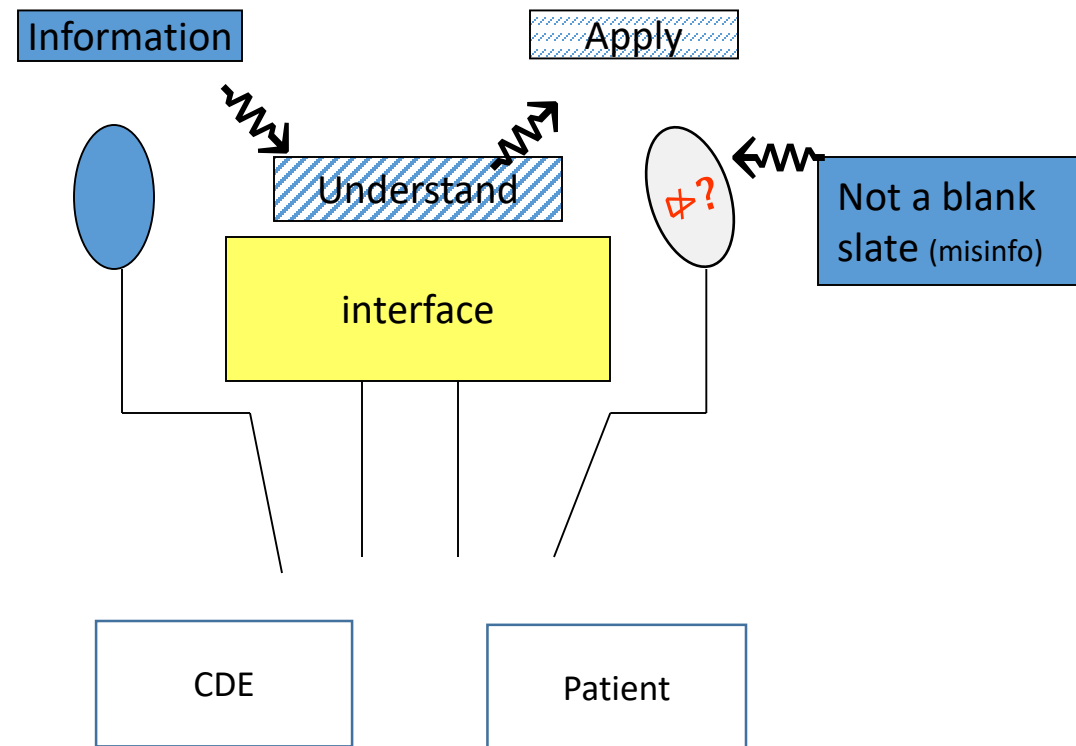 Information
Apply
Understand
?
Not a blank
slate (misinfo)
interface
CDE
Patient